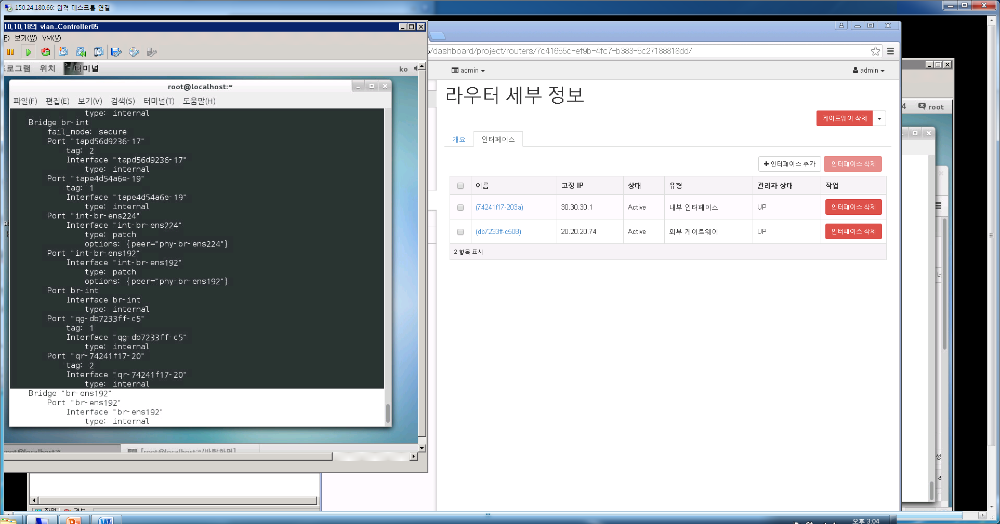 150.24.180.66: 원격 데스크톱 연결
10.10.18의 vlan_Controller05
F) 보기(W) VM(V)
위치 터미널 ko
root@localhost:~
파일(F) 편집(E) 보기(V) 검색(S) 터미널(T) 도움말(H)
type: internal
Bridge br-int
fail_mode: secure
Port "tapd56d9236-17"
tag: 2
Interface "tapd56d9236-17"
type: internal
Port "tape4d54a6e-19"
tag: 1
Interface "tape4d54a6e-19"
type: internal
Port "int-br-ens224"
Interface "int-br-ens224"
type: patch
options: {peer="phy-br-ens224"}
Port "int-br-ens192"
Interface "int-br-ens192"
type: patch
options: {peer="phy-br-ens192"}
Port br-int
Interface br-int
type: internal
Port "qg-db7233ff-c5"
tag: 1
Interface "qg-db7233ff-c5"
type: internal
Port "qr-74241f17-20"
tag: 2
Interface "qr-74241f17-20"
type: internal
Bridge "br-ens192"
Port "br-ens192"
Interface "br-ens192"
type: internal
/dashboard/project/routers/7c41655c-ef9b-4fc7-b383-5c27188818dd/
admin admin
라우터 세부 정보
게이트웨이 삭제
개요 인터페이스
+ 인터페이스 추가 인터페이스 삭제
이름 고정 IP 상태 유형 관리자 상태 작업
(74241f17-203a) 30.30.30.1 Active 내부 인터페이스 UP 인터페이스 삭제
(db7233ff-c508) 20.20.20.74 Active 외부 게이트웨이 UP 인터페이스 삭제
2 항목 표시
4 root
네
성
오후 3:04